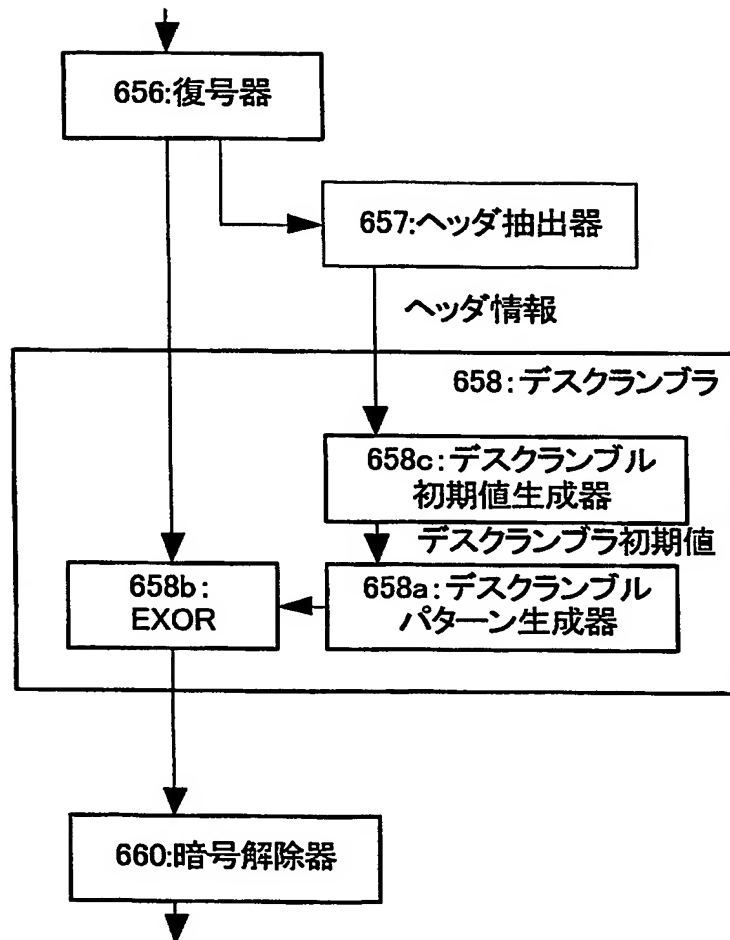 656:復号器
657:ヘッダ抽出器
ヘッダ情報
658:デスクランブラ
658c:デスクランブル
初期値生成器
デスクランブラ初期値
658b:
EXOR
658a:デスクランブル
パターン生成器
660:暗号解除器